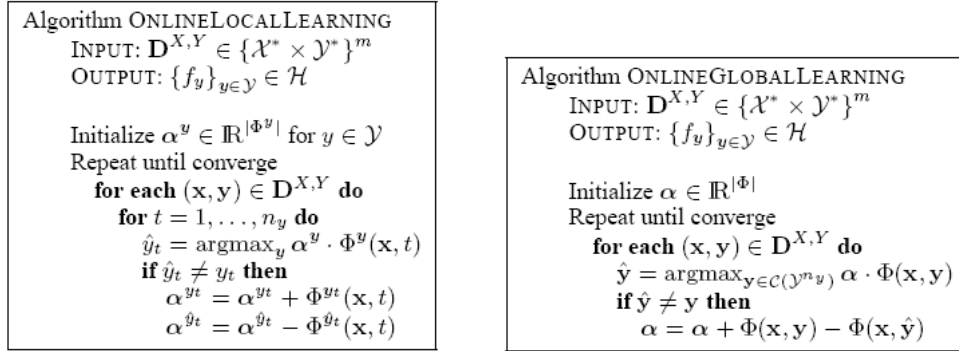 Algorithm ONLINELOCALLEARNING
INPUT: D^{X,Y} ∈ {𝒳* × 𝒴*}^m
OUTPUT: {f_y}_{y∈𝒴} ∈ ℋ
Initialize α^y ∈ ℝ^{|Φ^y|} for y ∈ 𝒴
Repeat until converge
for each (x, y) ∈ D^{X,Y} do
for t = 1, . . . , n_y do
ŷ_t = argmax_y α^y · Φ^y(x, t)
if ŷ_t ≠ y_t then
α^{y_t} = α^{y_t} + Φ^{y_t}(x, t)
α^{ŷ_t} = α^{ŷ_t} − Φ^{ŷ_t}(x, t)
Algorithm ONLINEGLOBALLEARNING
INPUT: D^{X,Y} ∈ {𝒳* × 𝒴*}^m
OUTPUT: {f_y}_{y∈𝒴} ∈ ℋ
Initialize α ∈ ℝ^{|Φ|}
Repeat until converge
for each (x, y) ∈ D^{X,Y} do
ŷ = argmax_{y∈𝒞(𝒴^{n_y})} α · Φ(x, y)
if ŷ ≠ y then
α = α + Φ(x, y) − Φ(x, ŷ)